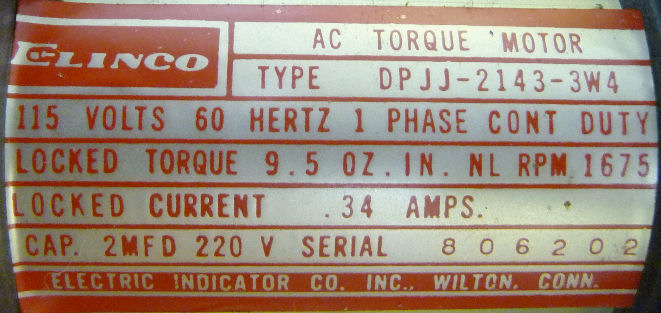 ELINCO
AC TORQUE MOTOR
TYPE DPJJ-2143-3W4
115 VOLTS 60 HERTZ 1 PHASE CONT DUTY
LOCKED TORQUE 9.5 OZ.IN. NL RPM 1675
LOCKED CURRENT .34 AMPS.
CAP. 2MFD 220 V SERIAL 806202
ELECTRIC INDICATOR CO. INC., WILTON, CONN.